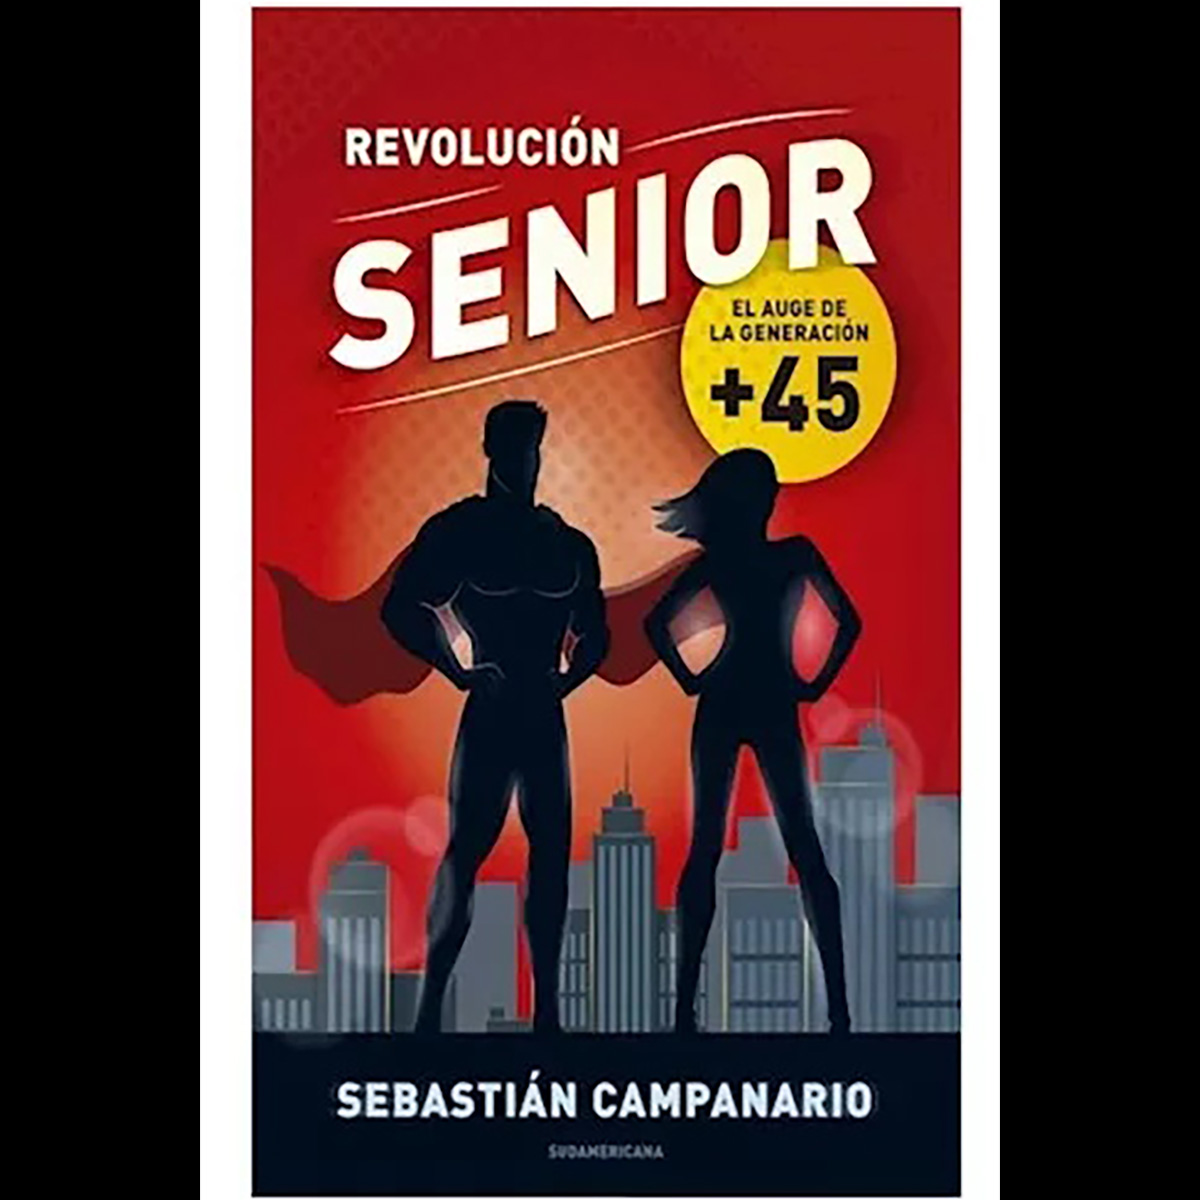 REVOLUCIÓN
SENIOR
EL AUGE DE
LA GENERACIÓN
+45
SEBASTIÁN CAMPANARIO
SUDAMERICANA